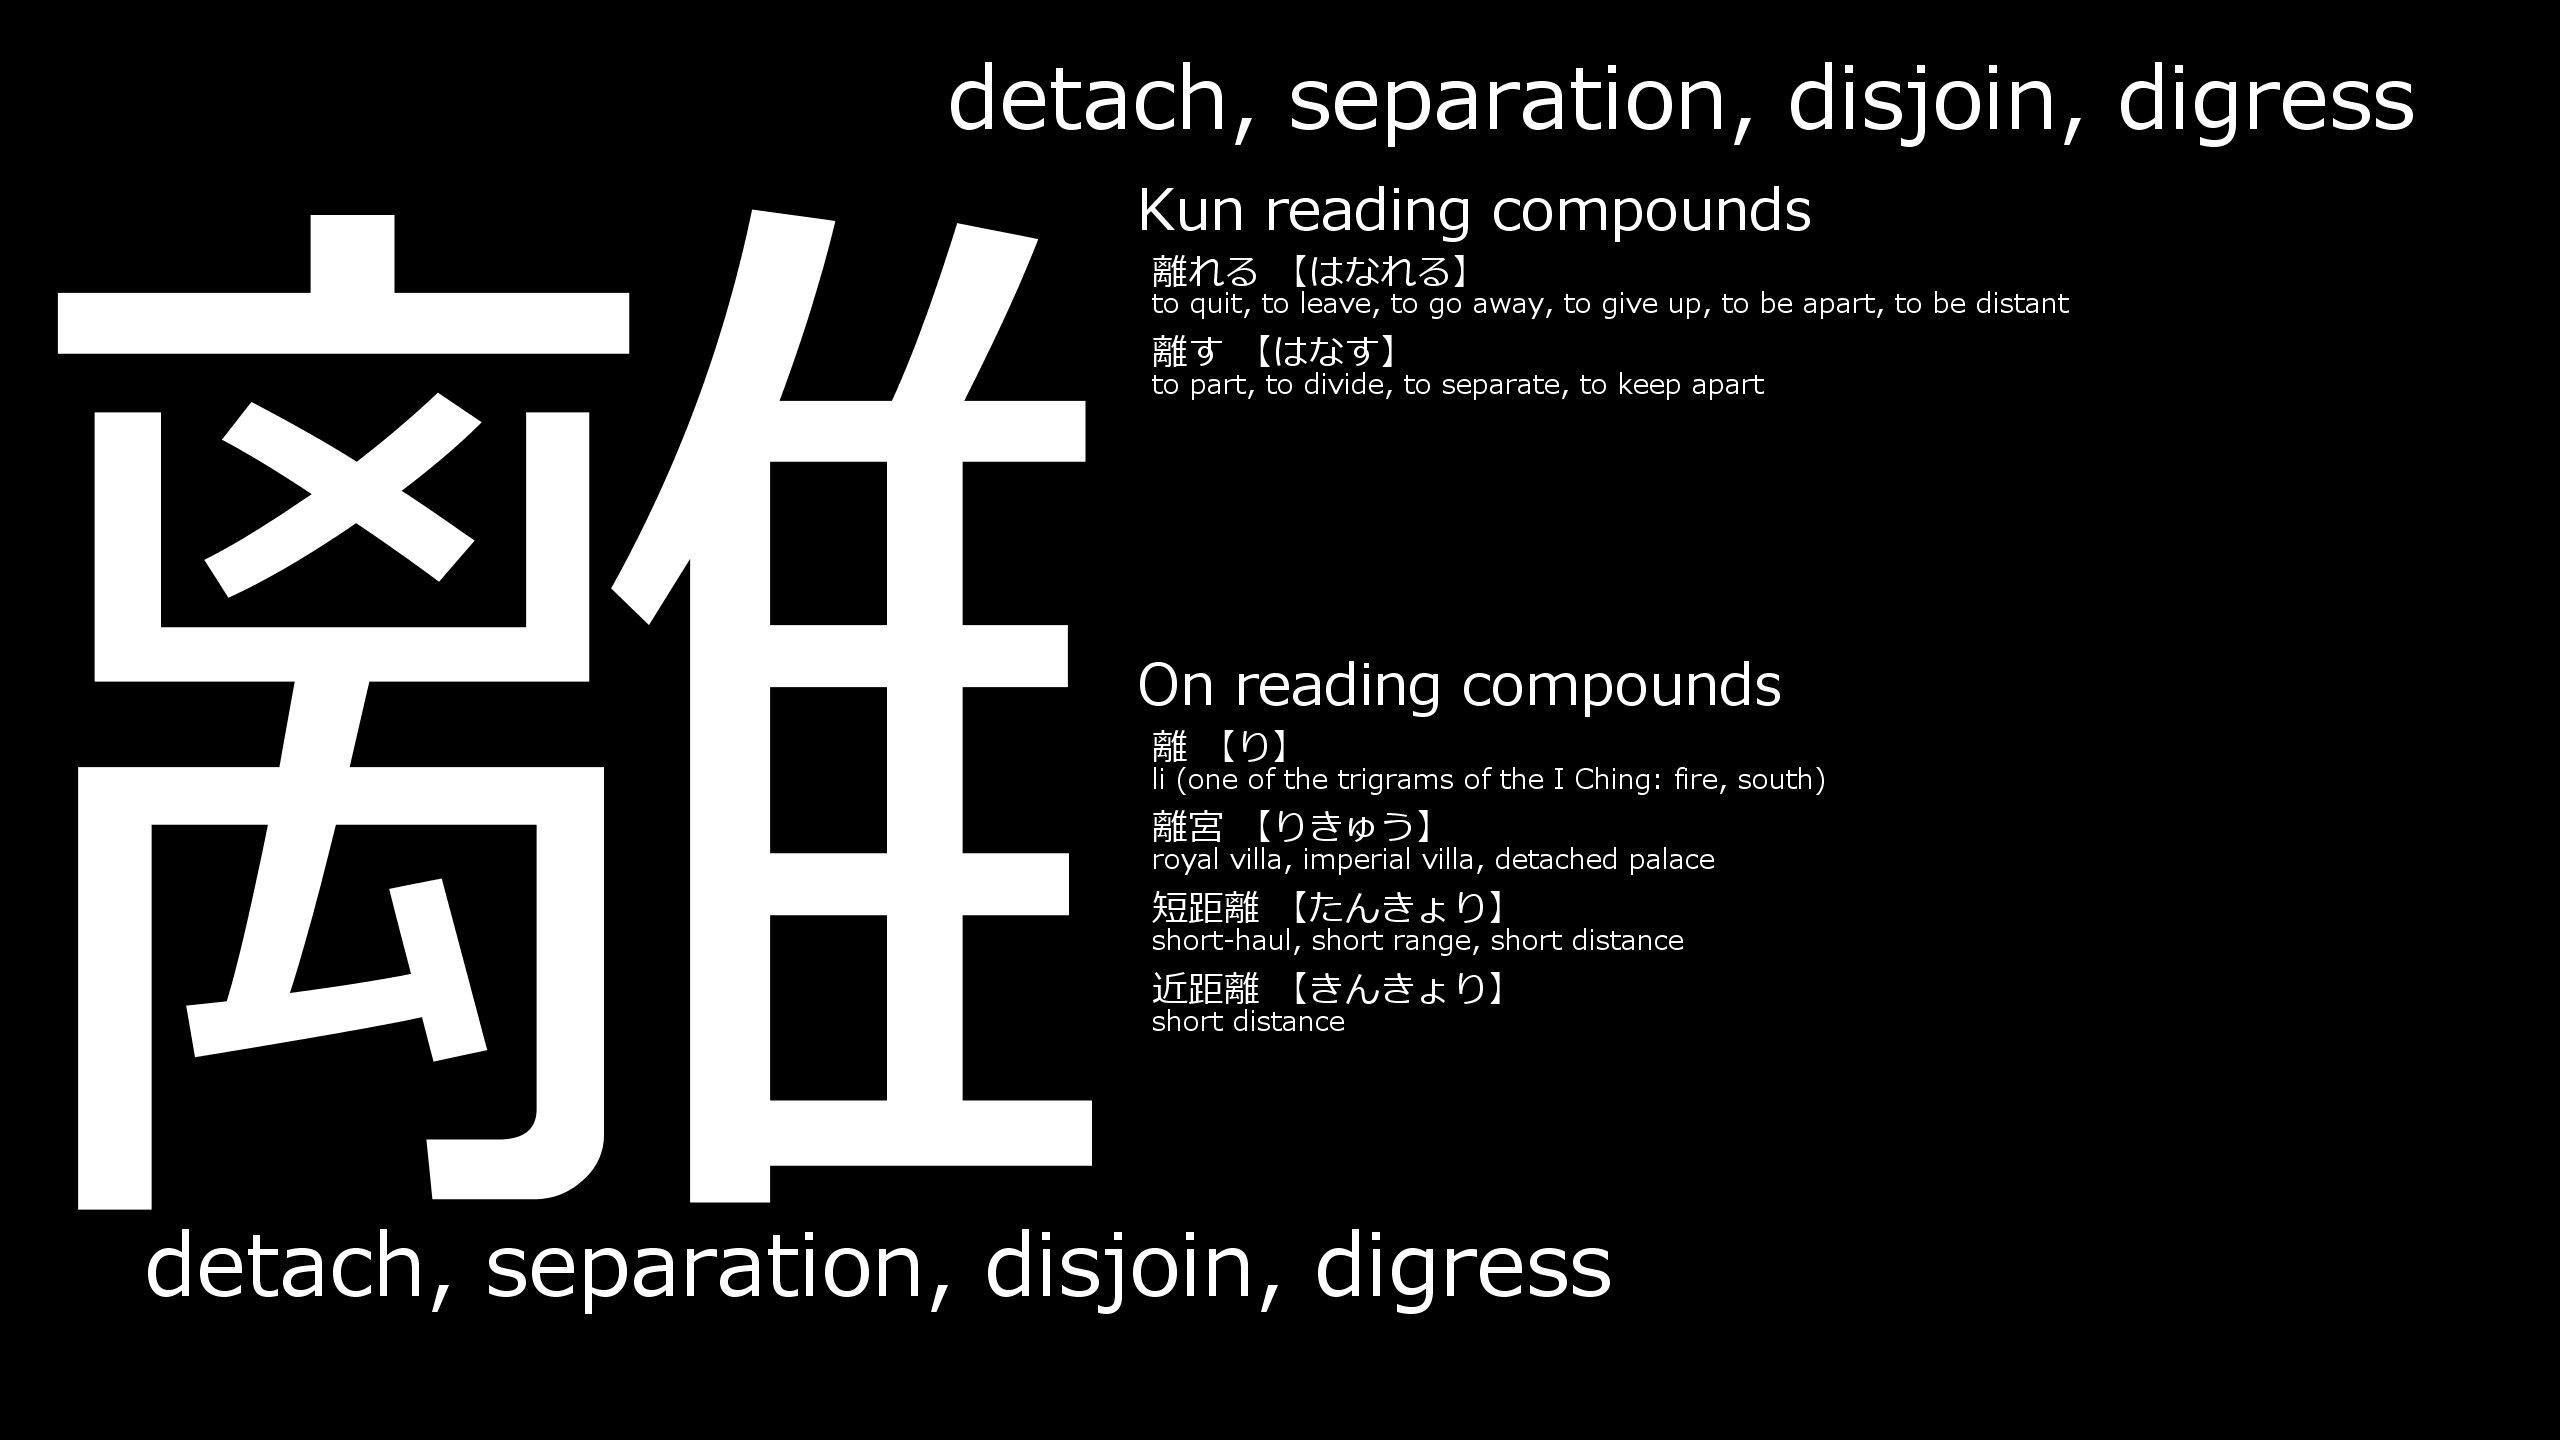 detach, separation, disjoin, digress
離
Kun reading compounds
離れる 【はなれる】
to quit, to leave, to go away, to give up, to be apart, to be distant
離す 【はなす】
to part, to divide, to separate, to keep apart
On reading compounds
離 【り】
li (one of the trigrams of the I Ching: fire, south)
離宮 【りきゅう】
royal villa, imperial villa, detached palace
短距離 【たんきょり】
short-haul, short range, short distance
近距離 【きんきょり】
short distance
detach, separation, disjoin, digress